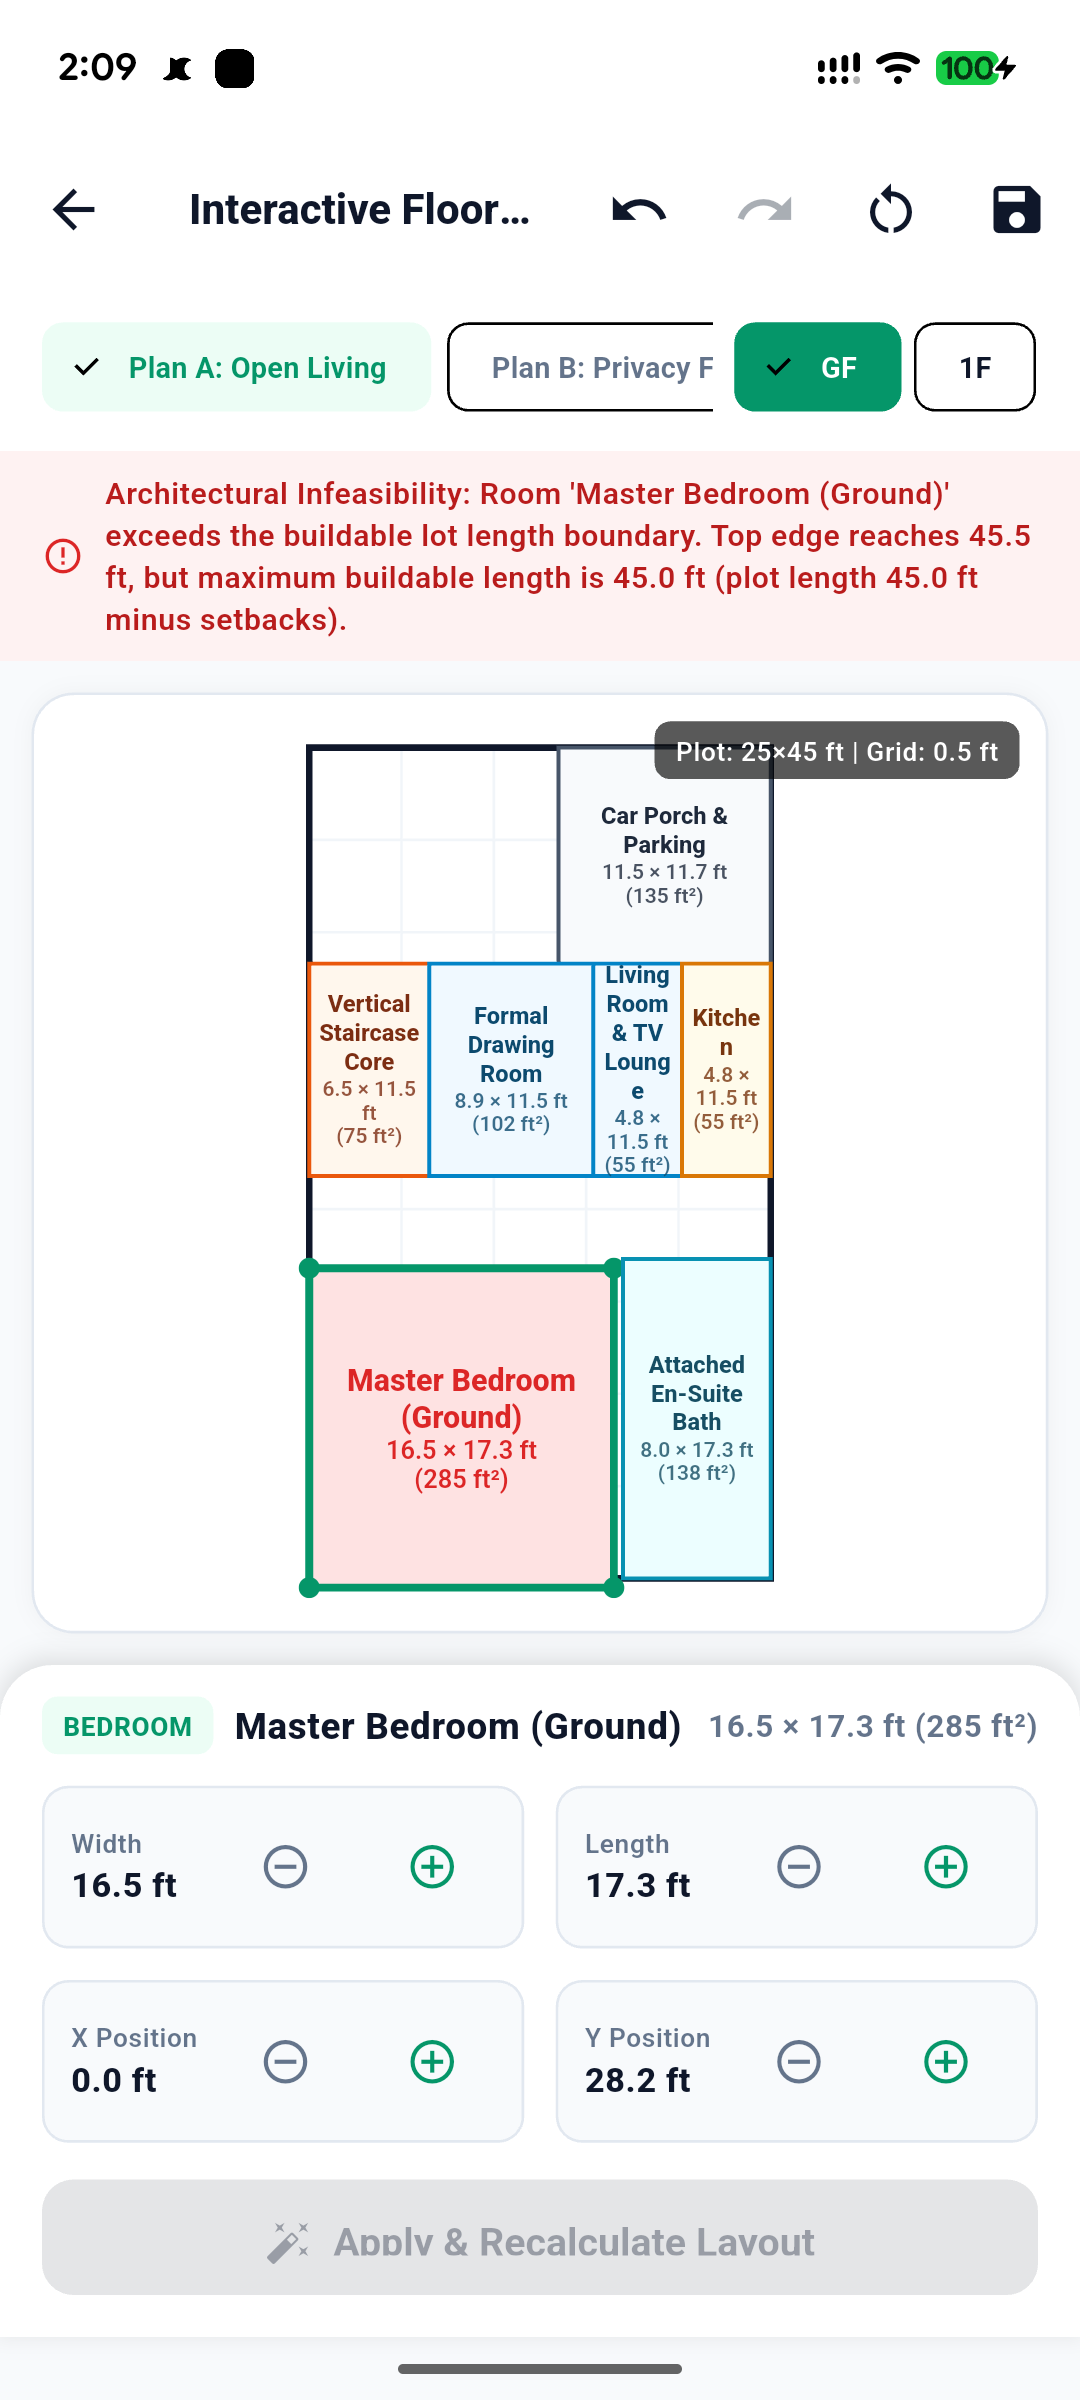 2:09
100
Interactive Floor...
Plan A: Open Living
Plan B: Privacy F
GF
1F
Architectural Infeasibility: Room 'Master Bedroom (Ground)'
exceeds the buildable lot length boundary. Top edge reaches 45.5
ft, but maximum buildable length is 45.0 ft (plot length 45.0 ft
minus setbacks).
Plot: 25×45 ft | Grid: 0.5 ft
Car Porch &
Parking
11.5 × 11.7 ft
(135 ft²)
Vertical
Staircase
Core
6.5 × 11.5
ft
(75 ft²)
Formal
Drawing
Room
8.9 × 11.5 ft
(102 ft²)
Living
Room
& TV
Loung
e
4.8 ×
11.5 ft
(55 ft²)
Kitche
n
4.8 ×
11.5 ft
(55 ft²)
Master Bedroom
(Ground)
16.5 × 17.3 ft
(285 ft²)
Attached
En-Suite
Bath
8.0 × 17.3 ft
(138 ft²)
BEDROOM
Master Bedroom (Ground)
16.5 × 17.3 ft (285 ft²)
Width
16.5 ft
Length
17.3 ft
X Position
0.0 ft
Y Position
28.2 ft
Apply & Recalculate Layout